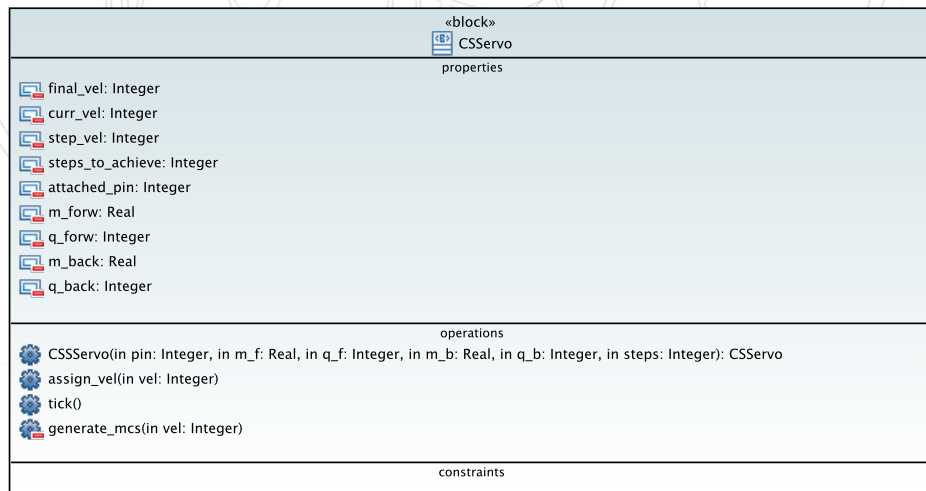 «block»
CSServo
properties
final_vel: Integer
curr_vel: Integer
step_vel: Integer
steps_to_achieve: Integer
attached_pin: Integer
m_forw: Real
q_forw: Integer
m_back: Real
q_back: Integer
operations
CSSServo(in pin: Integer, in m_f: Real, in q_f: Integer, in m_b: Real, in q_b: Integer, in steps: Integer): CSServo
assign_vel(in vel: Integer)
tick()
generate_mcs(in vel: Integer)
constraints